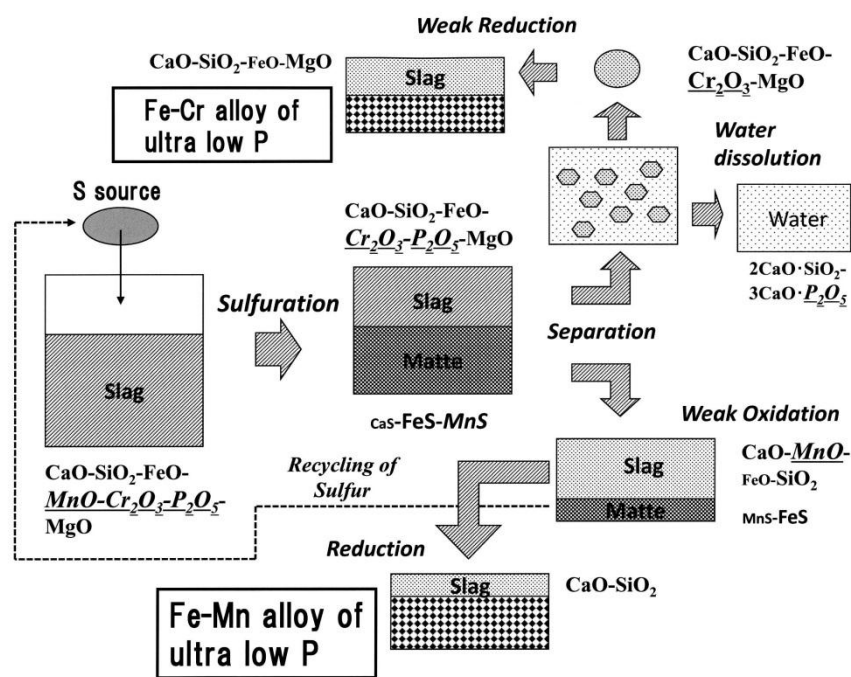 Weak Reduction
CaO-SiO₂-FeO-MgO
Slag
CaO-SiO₂-FeO-
Cr₂O₃-MgO
Fe-Cr alloy of
ultra low P
Water
dissolution
S source
CaO-SiO₂-FeO-
Cr₂O₃-P₂O₅-MgO
Water
2CaO·SiO₂-
3CaO·P₂O₅
Sulfuration
Slag
Matte
Separation
Slag
CaS-FeS-MnS
Weak Oxidation
CaO-SiO₂-FeO-
MnO-Cr₂O₃-P₂O₅-
MgO
Recycling of
Sulfur
Slag
Matte
CaO-MnO-
FeO-SiO₂
MnS-FeS
Reduction
Slag
CaO-SiO₂
Fe-Mn alloy of
ultra low P